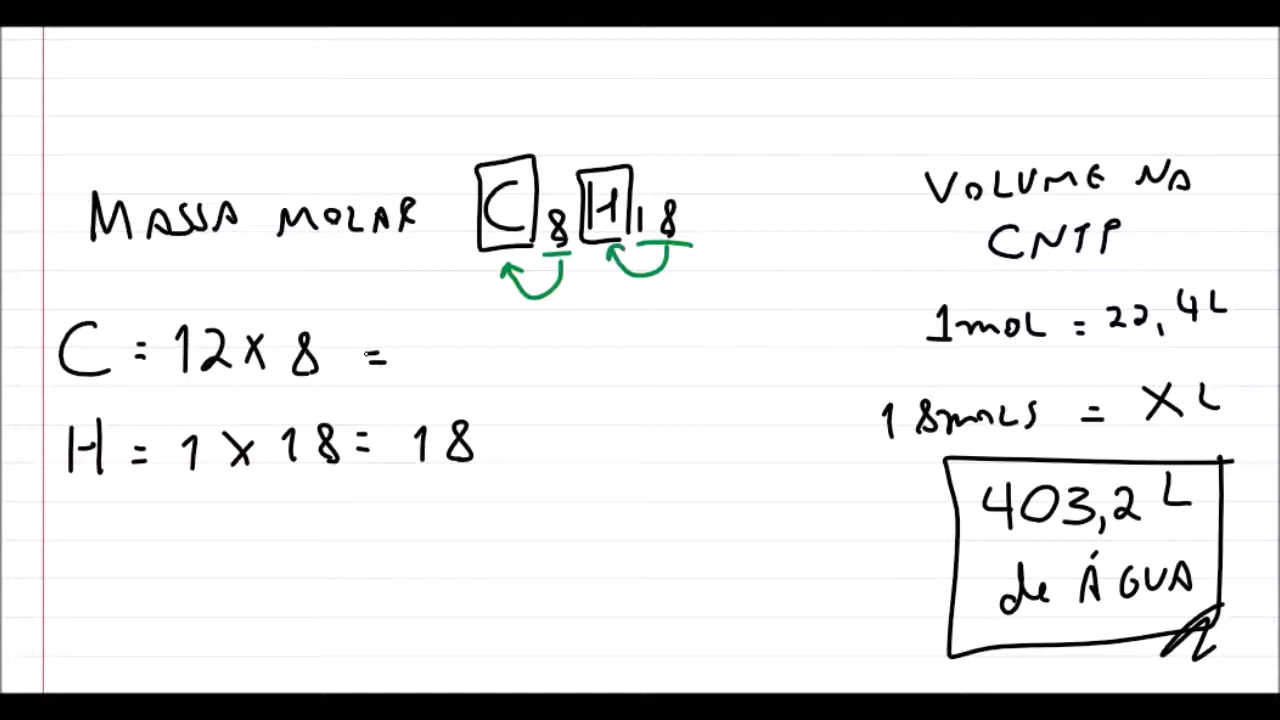 MASSA MOLAR C8H18
C = 12 x 8 =
H = 1 x 18 = 18
VOLUME NA
CNTP
1mol = 22,4L
18mols = XL
403,2 L
de ÁGUA